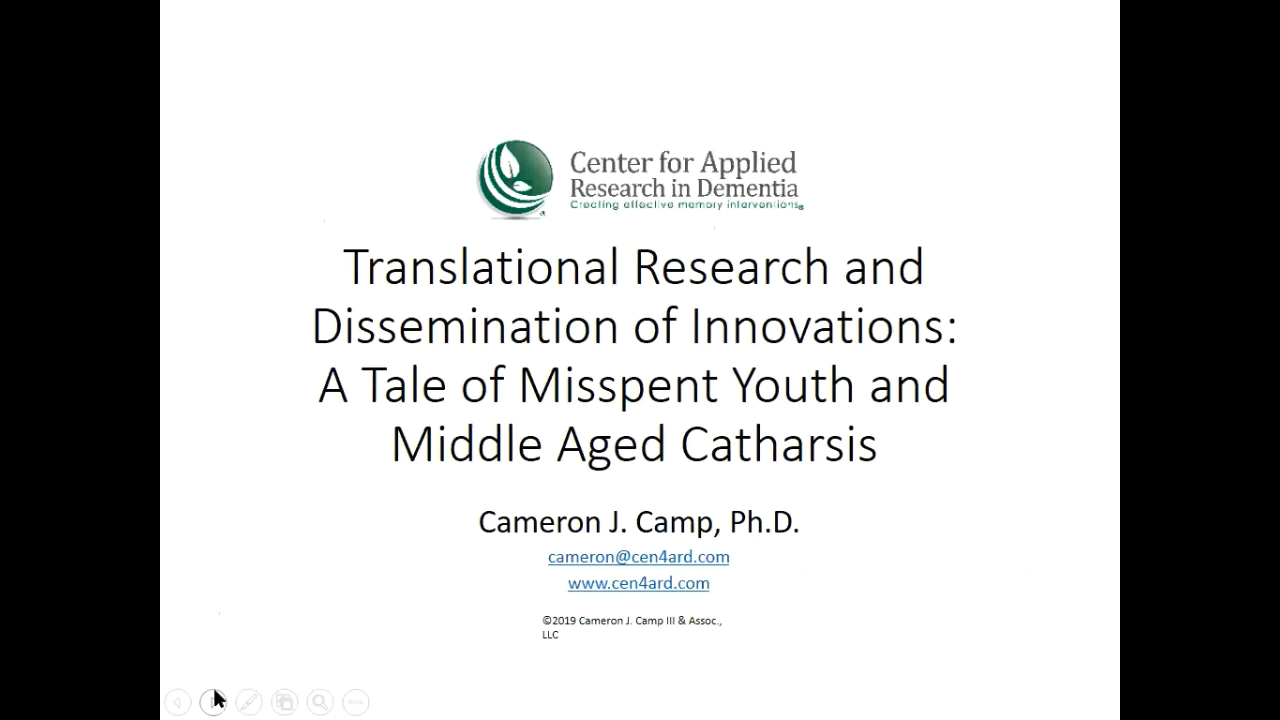 Center for Applied
Research in Dementia
Creating effective memory interventions®
Translational Research and
Dissemination of Innovations:
A Tale of Misspent Youth and
Middle Aged Catharsis
Cameron J. Camp, Ph.D.
cameron@cen4ard.com
www.cen4ard.com
©2019 Cameron J. Camp III & Assoc.,
LLC